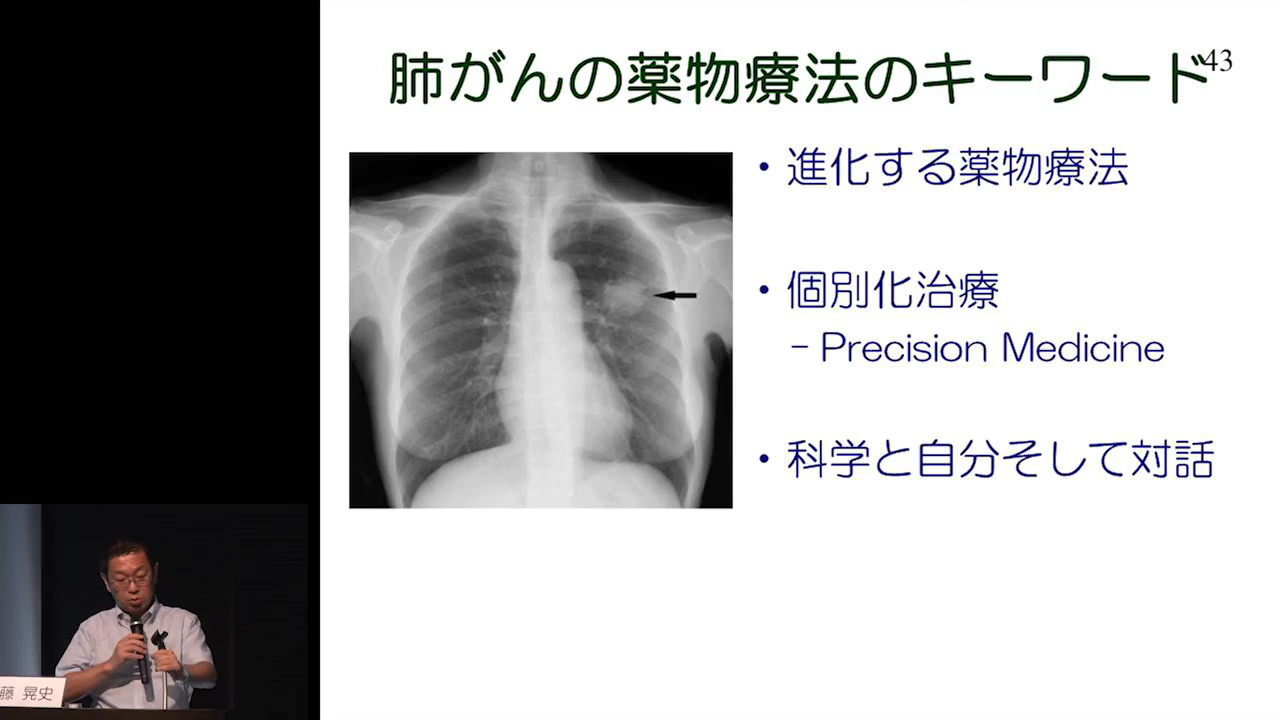 肺がんの薬物療法のキーワード
43
・進化する薬物療法
・個別化治療
– Precision Medicine
・科学と自分そして対話
藤 晃史